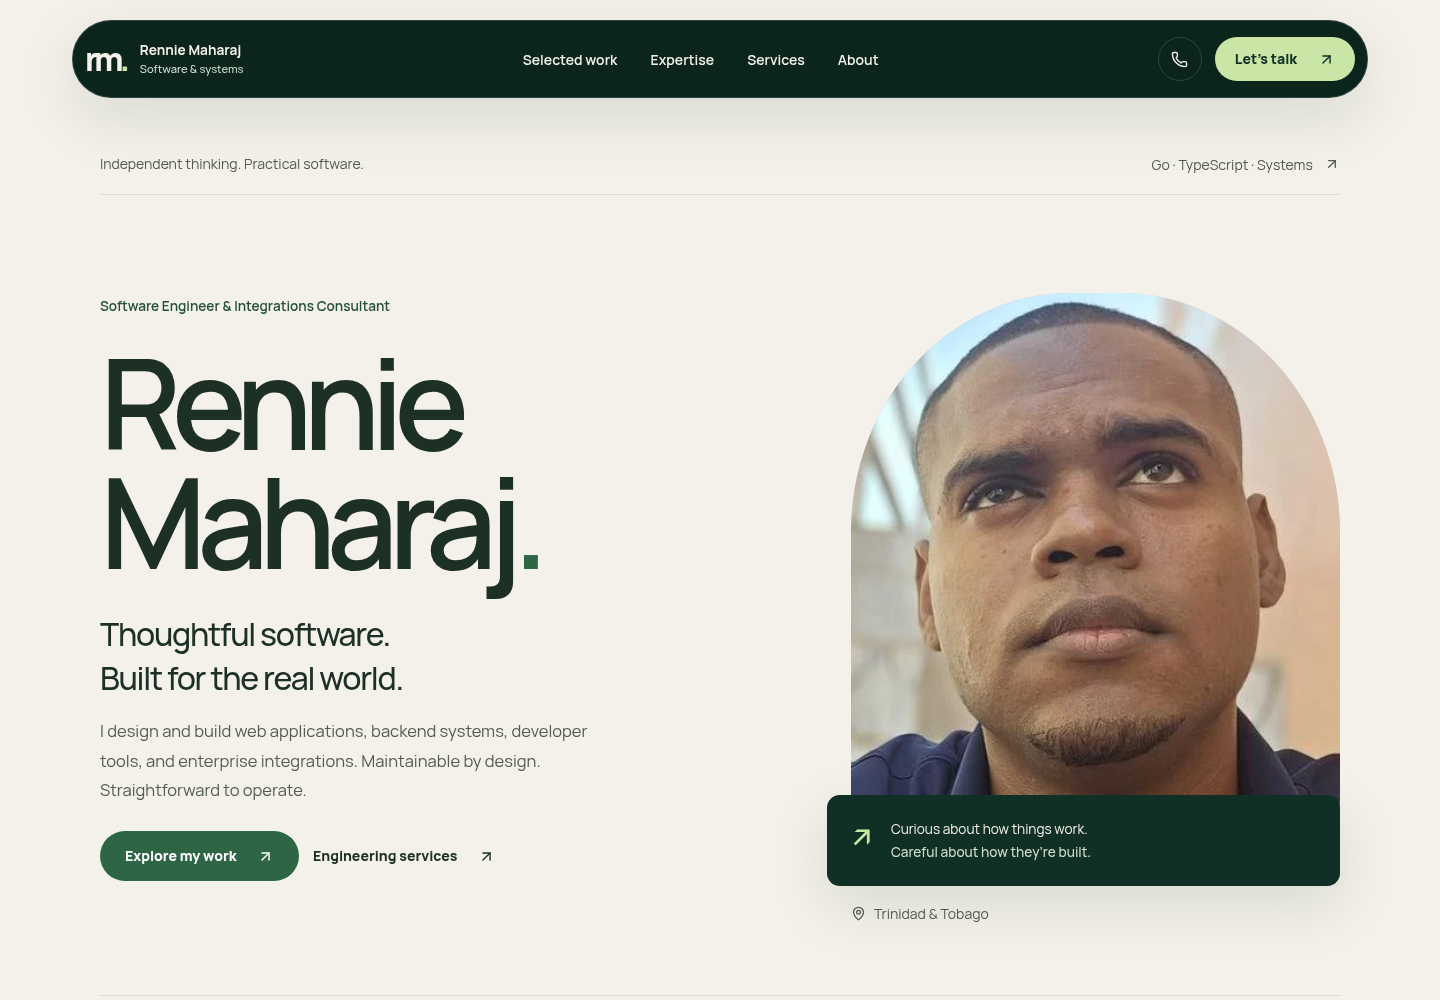 rm.
Rennie Maharaj
Software & systems
Selected work
Expertise
Services
About
Let's talk
Independent thinking. Practical software.
Go · TypeScript · Systems
Software Engineer & Integrations Consultant
Rennie
Maharaj.
Thoughtful software.
Built for the real world.
I design and build web applications, backend systems, developer
tools, and enterprise integrations. Maintainable by design.
Straightforward to operate.
Explore my work
Engineering services
Curious about how things work.
Careful about how they're built.
Trinidad & Tobago